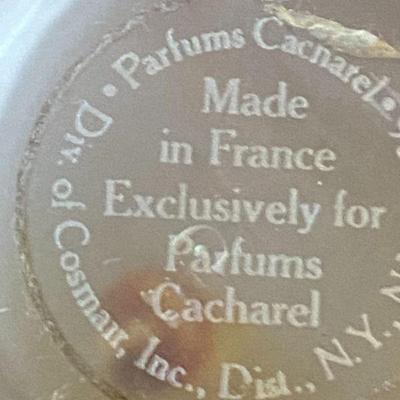 Parfums Cacharel •
Made
in France
Exclusively for
Parfums
Cacharel
Div. of Cosmair, Inc., Dist., N.Y., N.